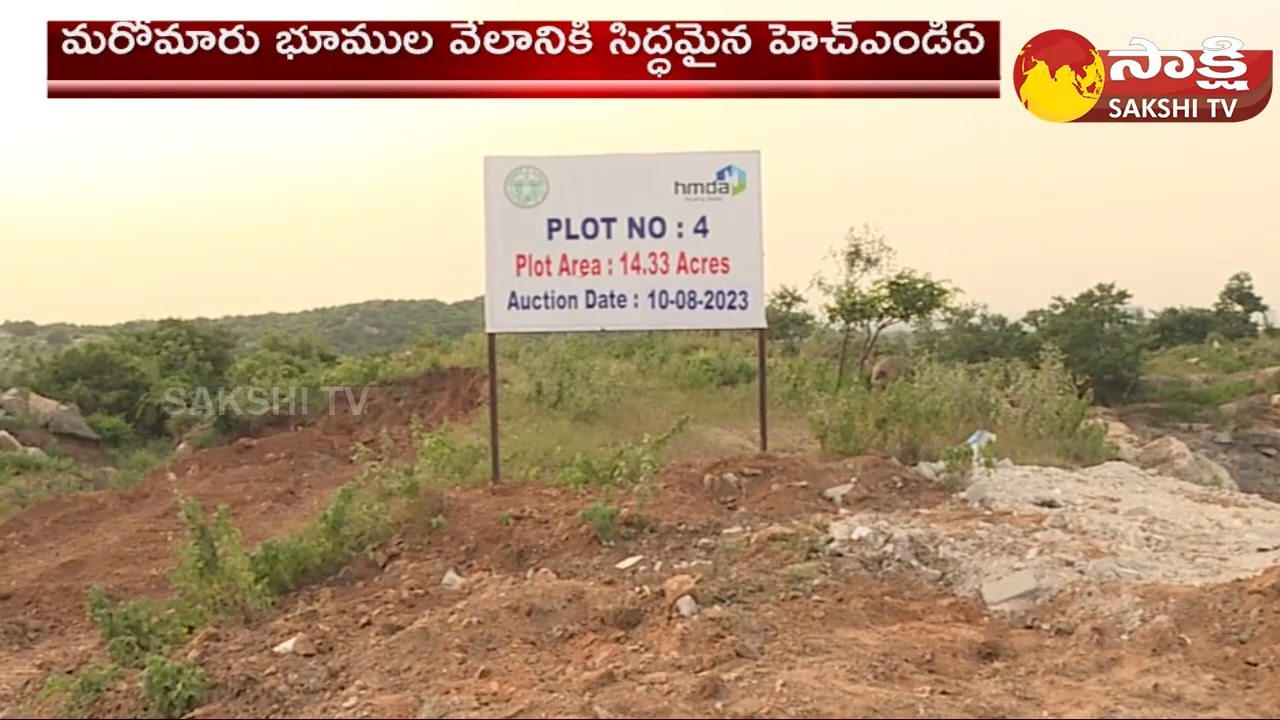 మరోమారు భూముల వేలానికి సిద్ధమైన హెచ్ఎండీఏ
సాక్షి
SAKSHI TV
hmda
PLOT NO : 4
Plot Area : 14.33 Acres
Auction Date : 10-08-2023
SAKSHI TV